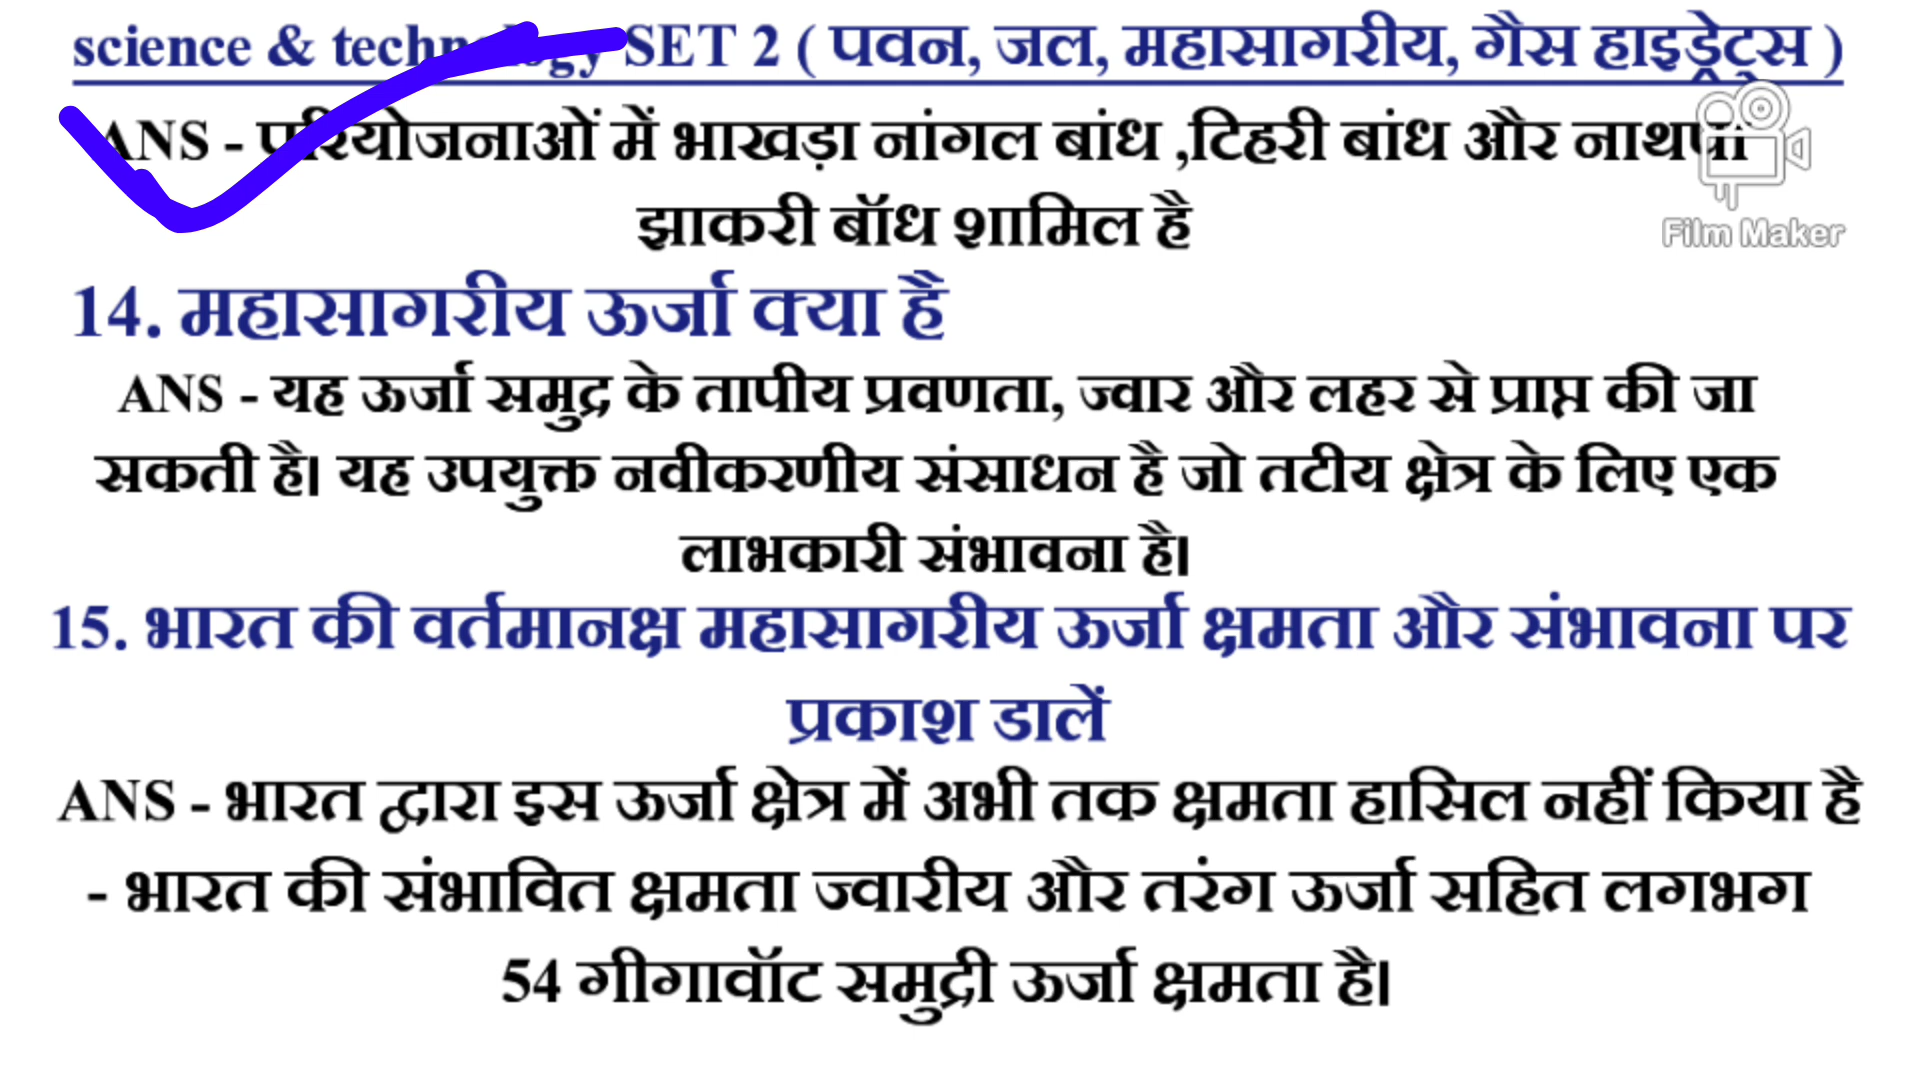 science & technology SET 2 ( पवन, जल, महासागरीय, गैस हाइड्रेट्स )
ANS - परियोजनाओं में भाखड़ा नांगल बांध ,टिहरी बांध और नाथपा
झाकरी बॉध शामिल है
Film Maker
14. महासागरीय ऊर्जा क्या है
ANS - यह ऊर्जा समुद्र के तापीय प्रवणता, ज्वार और लहर से प्राप्त की जा
सकती है। यह उपयुक्त नवीकरणीय संसाधन है जो तटीय क्षेत्र के लिए एक
लाभकारी संभावना है।
15. भारत की वर्तमानक्ष महासागरीय ऊर्जा क्षमता और संभावना पर
प्रकाश डालें
ANS - भारत द्वारा इस ऊर्जा क्षेत्र में अभी तक क्षमता हासिल नहीं किया है
- भारत की संभावित क्षमता ज्वारीय और तरंग ऊर्जा सहित लगभग
54 गीगावॉट समुद्री ऊर्जा क्षमता है।